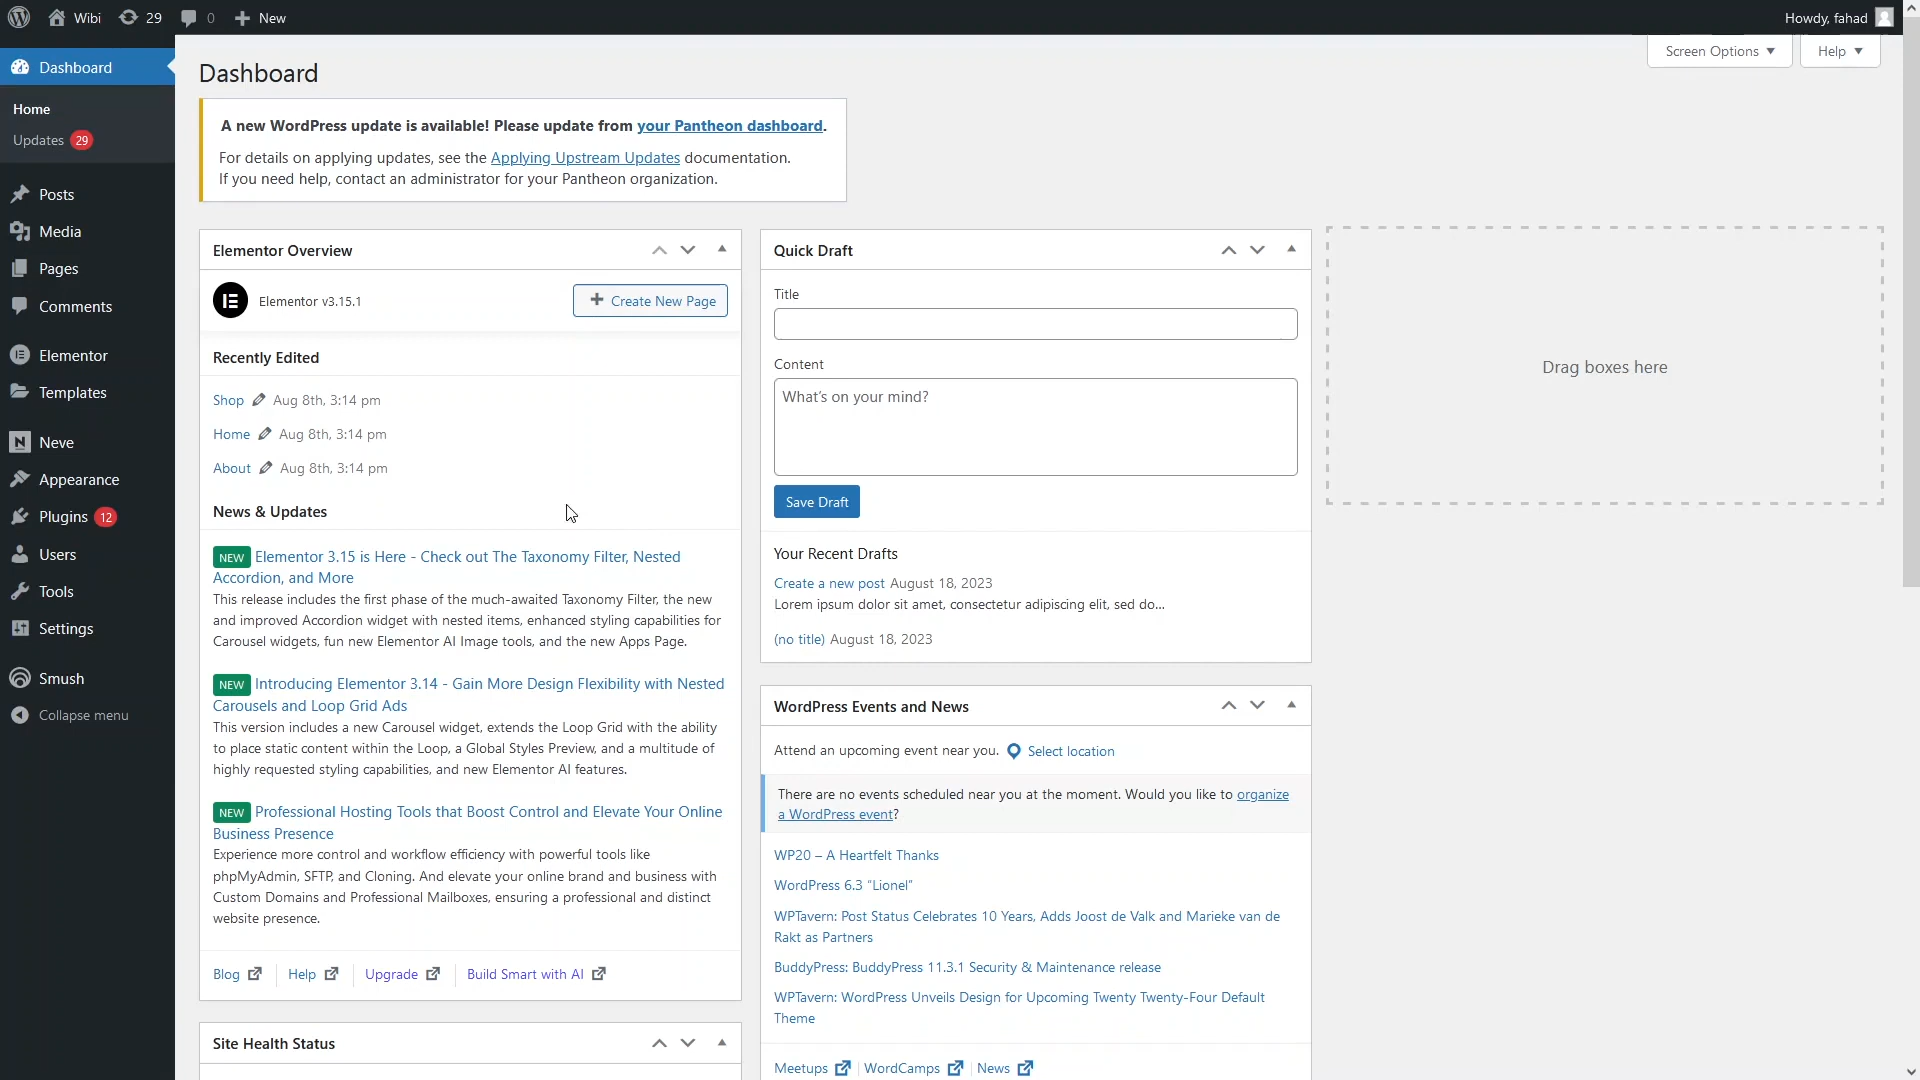 Wibi
29
0
New
Howdy, fahad
Screen Options
Help
Dashboard
Home
Updates 29
Posts
Media
Pages
Comments
Elementor
Templates
Neve
Appearance
Plugins 12
Users
Tools
Settings
Smush
Collapse menu
Dashboard
A new WordPress update is available! Please update from your Pantheon dashboard.
For details on applying updates, see the Applying Upstream Updates documentation.
If you need help, contact an administrator for your Pantheon organization.
Elementor Overview
Elementor v3.15.1
Create New Page
Recently Edited
Shop Aug 8th, 3:14 pm
Home Aug 8th, 3:14 pm
About Aug 8th, 3:14 pm
News & Updates
NEW Elementor 3.15 is Here - Check out The Taxonomy Filter, Nested
Accordion, and More
This release includes the first phase of the much-awaited Taxonomy Filter, the new
and improved Accordion widget with nested items, enhanced styling capabilities for
Carousel widgets, fun new Elementor AI Image tools, and the new Apps Page.
NEW Introducing Elementor 3.14 - Gain More Design Flexibility with Nested
Carousels and Loop Grid Ads
This version includes a new Carousel widget, extends the Loop Grid with the ability
to place static content within the Loop, a Global Styles Preview, and a multitude of
highly requested styling capabilities, and new Elementor AI features.
NEW Professional Hosting Tools that Boost Control and Elevate Your Online
Business Presence
Experience more control and workflow efficiency with powerful tools like
phpMyAdmin, SFTP, and Cloning. And elevate your online brand and business with
Custom Domains and Professional Mailboxes, ensuring a professional and distinct
website presence.
Blog
Help
Upgrade
Build Smart with AI
Site Health Status
Quick Draft
Title
Content
What's on your mind?
Save Draft
Your Recent Drafts
Create a new post August 18, 2023
Lorem ipsum dolor sit amet, consectetur adipiscing elit, sed do…
(no title) August 18, 2023
WordPress Events and News
Attend an upcoming event near you. Select location
There are no events scheduled near you at the moment. Would you like to organize
a WordPress event?
WP20 – A Heartfelt Thanks
WordPress 6.3 “Lionel”
WPTavern: Post Status Celebrates 10 Years, Adds Joost de Valk and Marieke van de
Rakt as Partners
BuddyPress: BuddyPress 11.3.1 Security & Maintenance release
WPTavern: WordPress Unveils Design for Upcoming Twenty Twenty-Four Default
Theme
Meetups
WordCamps
News
Drag boxes here